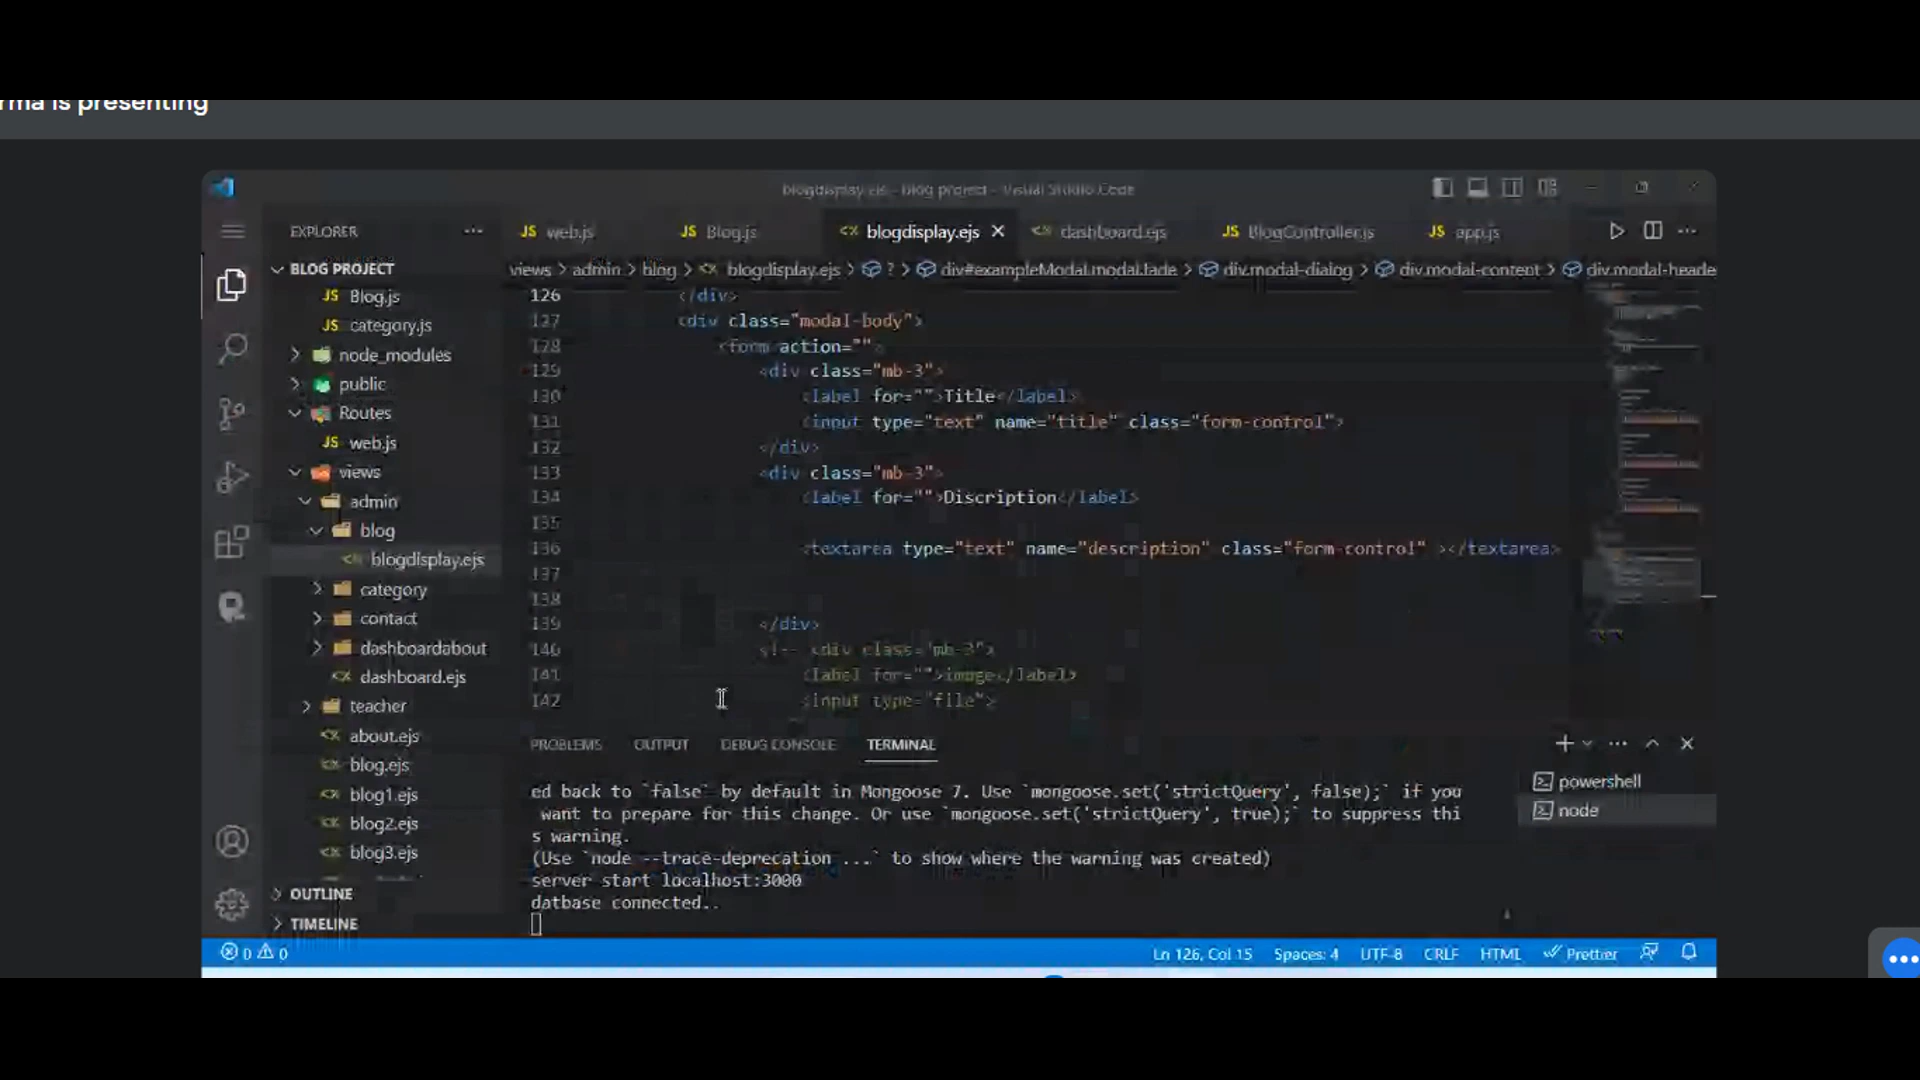 rma is presenting
blogdisplay.ejs - blog project - Visual Studio Code
EXPLORER
web.js
Blog.js
blogdisplay.ejs
dashboard.ejs
BlogController.js
app.js
views > admin > blog > blogdisplay.ejs > ? > div#exampleModal.modal.fade > div.modal-dialog > div.modal-content > div.modal-heade
BLOG PROJECT
Blog.js
category.js
node_modules
public
Routes
web.js
views
admin
blog
blogdisplay.ejs
category
contact
dashboardabout
dashboard.ejs
teacher
about.ejs
blog.ejs
blog1.ejs
blog2.ejs
blog3.ejs
OUTLINE
TIMELINE
126 </div>
127 <div class="modal-body">
128 <form action="">
129 <div class="mb-3">
130 <label for="">Title</label>
131 <input type="text" name="title" class="form-control">
132 </div>
133 <div class="mb-3">
134 <label for="">Discription</label>
135
136 <textarea type="text" name="description" class="form-control" ></textarea>
137
138
139 </div>
140 <!-- <div class="mb-3">
141 <label for="">image</label>
142 <input type="file">
PROBLEMS OUTPUT DEBUG CONSOLE TERMINAL
ed back to `false` by default in Mongoose 7. Use `mongoose.set('strictQuery', false);` if you
want to prepare for this change. Or use `mongoose.set('strictQuery', true);` to suppress thi
s warning.
(Use `node --trace-deprecation ...` to show where the warning was created)
server start localhost:3000
datbase connected..
powershell
node
0 0
Ln 126, Col 15 Spaces: 4 UTF-8 CRLF HTML Prettier